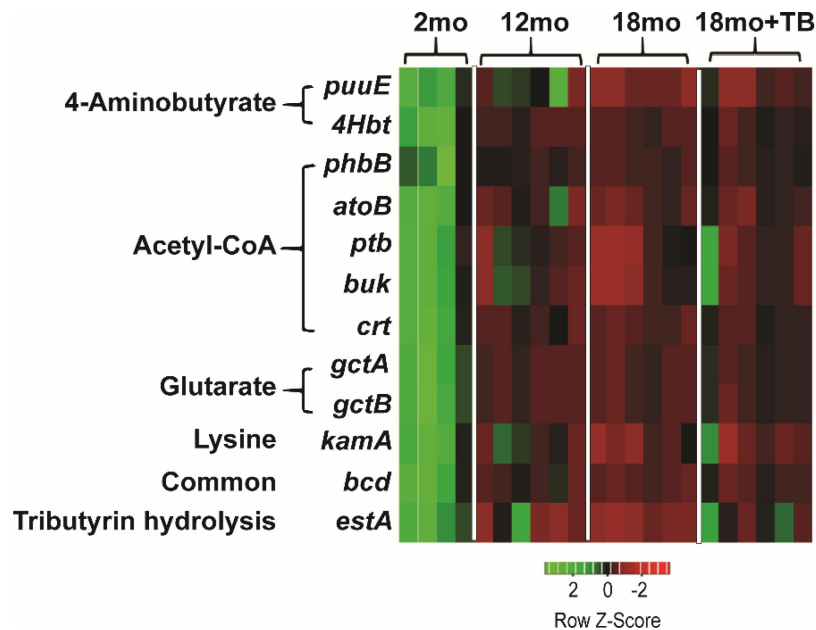 2mo 12mo 18mo 18mo+TB
4-Aminobutyrate puuE
4Hbt
Acetyl-CoA phbB
atoB
ptb
buk
crt
Glutarate gctA
gctB
Lysine kamA
Common bcd
Tributyrin hydrolysis estA
2 0 -2
Row Z-Score